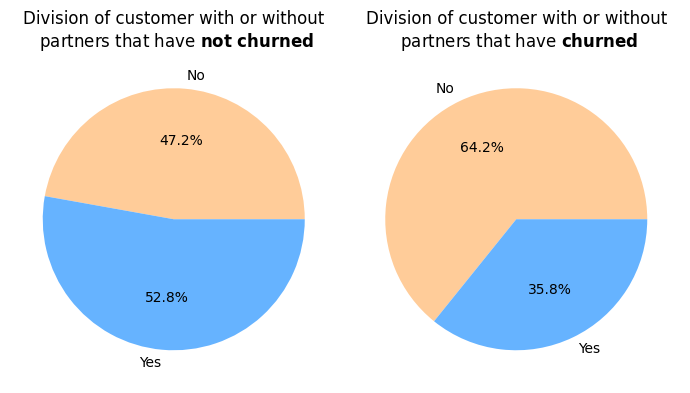 Division of customer with or without
partners that have not churned
No
47.2%
52.8%
Yes
Division of customer with or without
partners that have churned
No
64.2%
35.8%
Yes